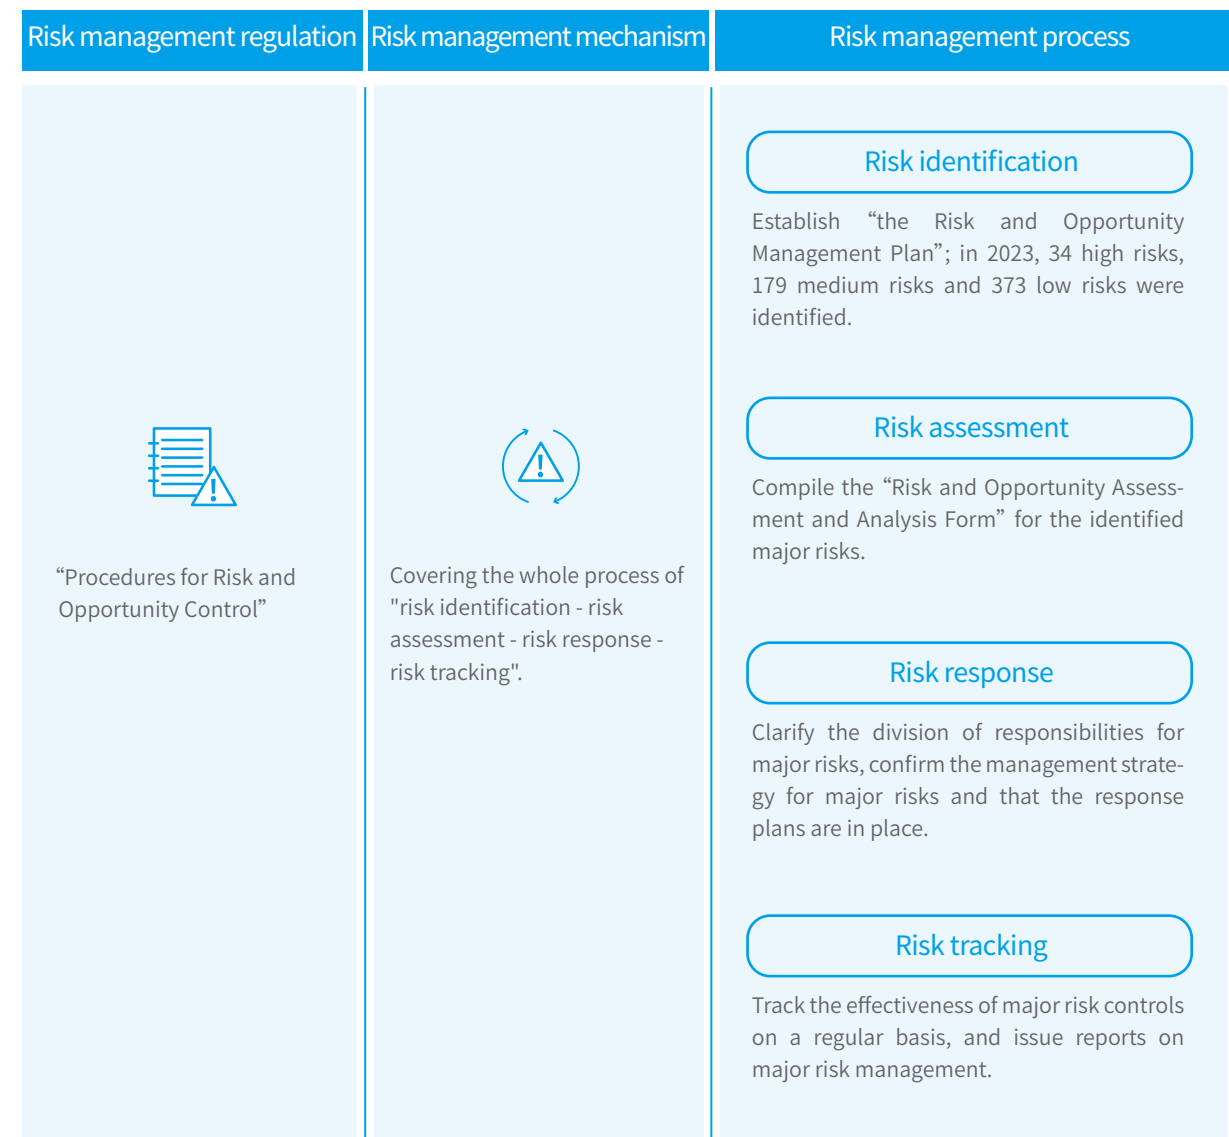 Risk management regulation
Risk management mechanism
Risk management process
“Procedures for Risk and
Opportunity Control”
Covering the whole process of
"risk identification - risk
assessment - risk response -
risk tracking".
Risk identification
Establish “the Risk and Opportunity
Management Plan”; in 2023, 34 high risks,
179 medium risks and 373 low risks were
identified.
Risk assessment
Compile the “Risk and Opportunity Assess-
ment and Analysis Form” for the identified
major risks.
Risk response
Clarify the division of responsibilities for
major risks, confirm the management strate-
gy for major risks and that the response
plans are in place.
Risk tracking
Track the effectiveness of major risk controls
on a regular basis, and issue reports on
major risk management.